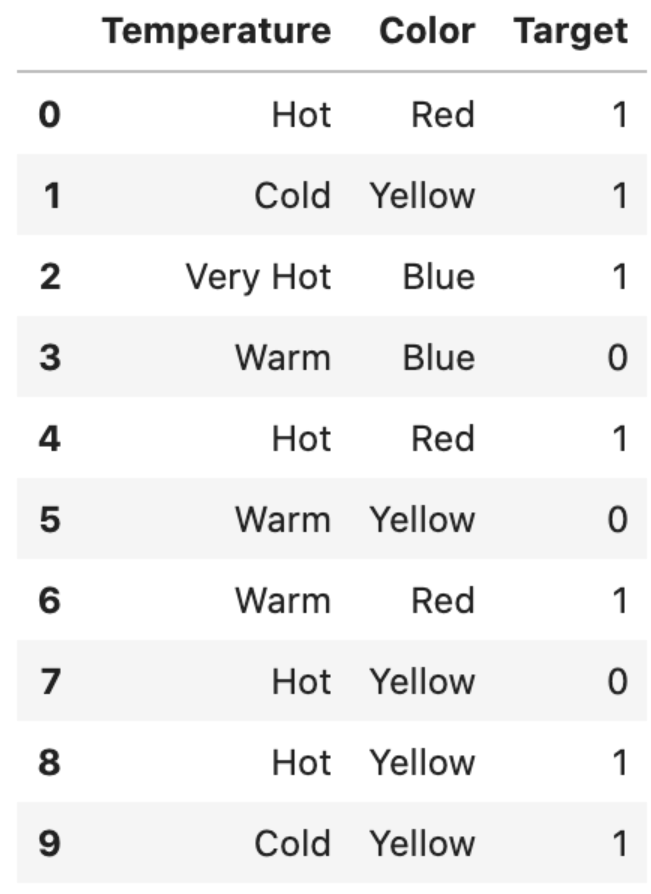 Temperature Color Target
0 Hot Red 1
1 Cold Yellow 1
2 Very Hot Blue 1
3 Warm Blue 0
4 Hot Red 1
5 Warm Yellow 0
6 Warm Red 1
7 Hot Yellow 0
8 Hot Yellow 1
9 Cold Yellow 1